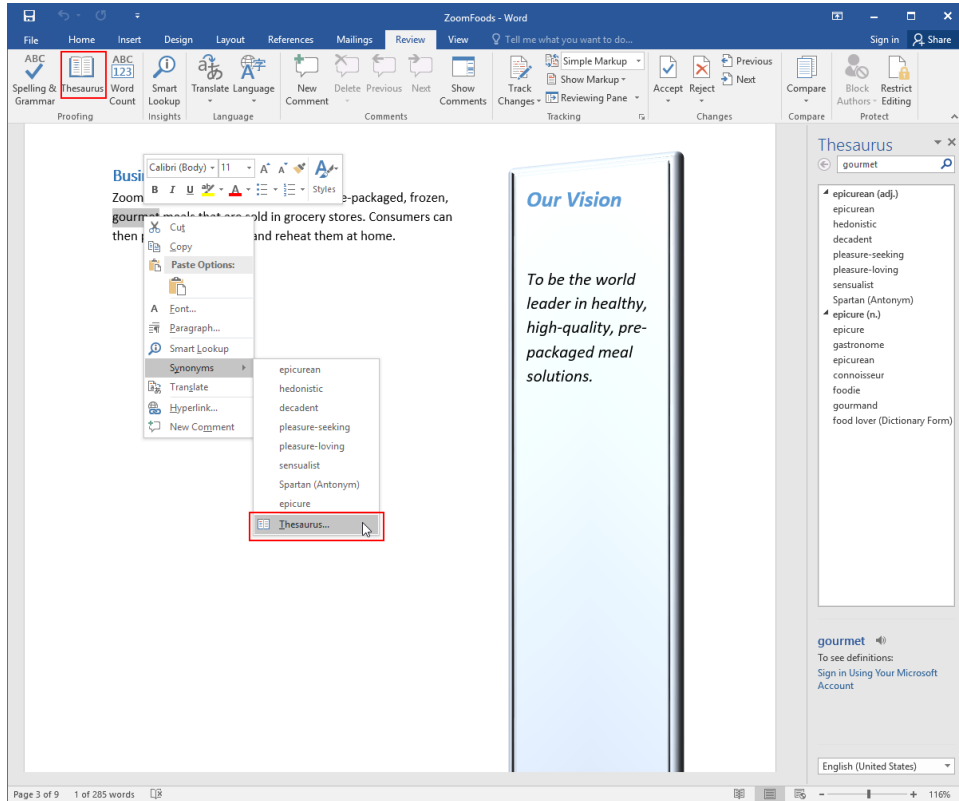 ZoomFoods - Word
File Home Insert Design Layout References Mailings Review View Tell me what you want to do... Sign in Share
ABC
Spelling & Grammar
Thesaurus
ABC 123
Word Count
Proofing
Smart Lookup
Insights
Translate Language
Language
New Comment
Delete Previous Next
Show Comments
Comments
Track Changes
Simple Markup
Show Markup
Reviewing Pane
Tracking
Accept Reject
Previous
Next
Changes
Compare
Compare
Block Authors
Restrict Editing
Protect
Calibri (Body) 11
B I U aby A Styles
Busi
Zoom e-packaged, frozen,
gourmet meals that are sold in grocery stores. Consumers can
then and reheat them at home.
Cut
Copy
Paste Options:
Font...
Paragraph...
Smart Lookup
Synonyms
Translate
Hyperlink...
New Comment
epicurean
hedonistic
decadent
pleasure-seeking
pleasure-loving
sensualist
Spartan (Antonym)
epicure
Thesaurus...
Our Vision
To be the world
leader in healthy,
high-quality, pre-
packaged meal
solutions.
Thesaurus
gourmet
epicurean (adj.)
epicurean
hedonistic
decadent
pleasure-seeking
pleasure-loving
sensualist
Spartan (Antonym)
epicure (n.)
epicure
gastronome
epicurean
connoisseur
foodie
gourmand
food lover (Dictionary Form)
gourmet
To see definitions:
Sign in Using Your Microsoft
Account
English (United States)
Page 3 of 9 1 of 285 words 116%